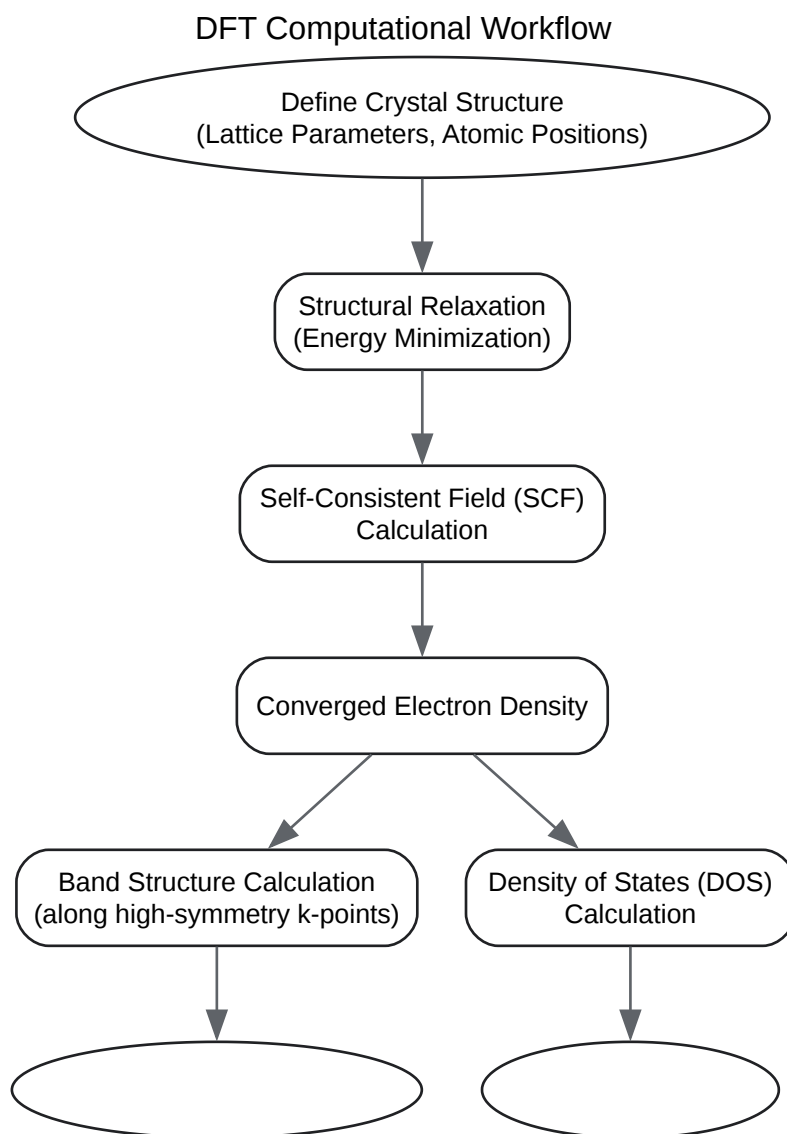 DFT Computational Workflow
Define Crystal Structure
(Lattice Parameters, Atomic Positions)
Structural Relaxation
(Energy Minimization)
Self-Consistent Field (SCF)
Calculation
Converged Electron Density
Band Structure Calculation
(along high-symmetry k-points)
Density of States (DOS)
Calculation